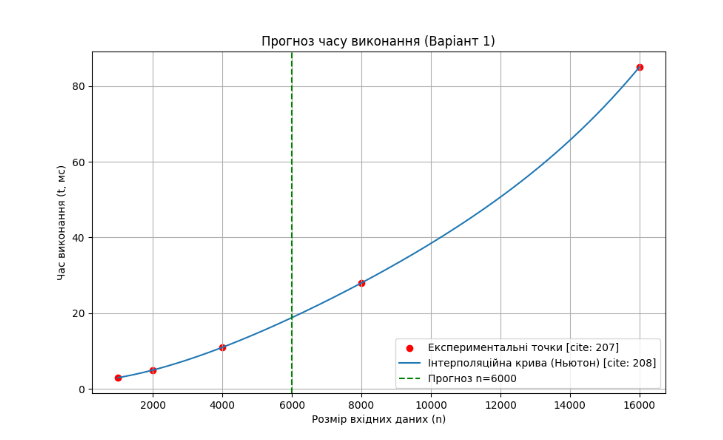 Прогноз часу виконання (Варіант 1)
Час виконання (t, мс)
80
60
40
20
0
2000 4000 6000 8000 10000 12000 14000 16000
Розмір вхідних даних (n)
Експериментальні точки [cite: 207]
Інтерполяційна крива (Ньютон) [cite: 208]
Прогноз n=6000